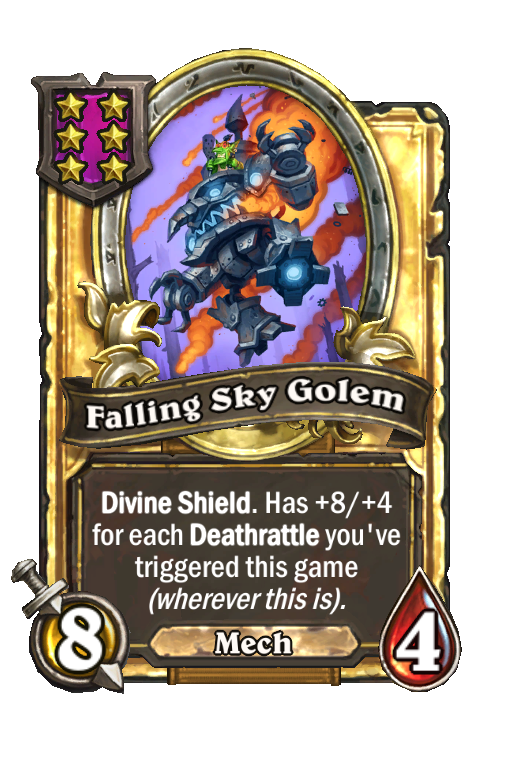 Falling Sky Golem
Divine Shield. Has +8/+4
for each Deathrattle you've
triggered this game
(wherever this is).
8
Mech
4